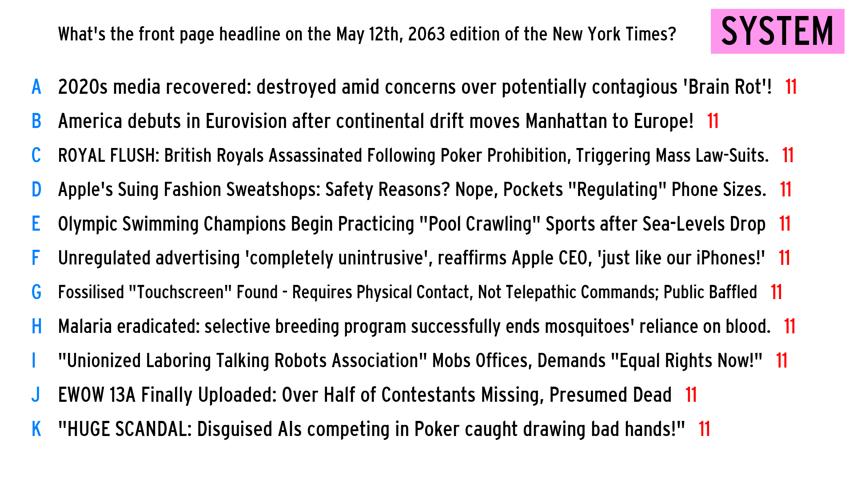 What's the front page headline on the May 12th, 2063 edition of the New York Times?
SYSTEM
A 2020s media recovered: destroyed amid concerns over potentially contagious 'Brain Rot'! 11
B America debuts in Eurovision after continental drift moves Manhattan to Europe! 11
C ROYAL FLUSH: British Royals Assassinated Following Poker Prohibition, Triggering Mass Law-Suits. 11
D Apple's Suing Fashion Sweatshops: Safety Reasons? Nope, Pockets "Regulating" Phone Sizes. 11
E Olympic Swimming Champions Begin Practicing "Pool Crawling" Sports after Sea-Levels Drop 11
F Unregulated advertising 'completely unintrusive', reaffirms Apple CEO, 'just like our iPhones!' 11
G Fossilised "Touchscreen" Found - Requires Physical Contact, Not Telepathic Commands; Public Baffled 11
H Malaria eradicated: selective breeding program successfully ends mosquitoes' reliance on blood. 11
I "Unionized Laboring Talking Robots Association" Mobs Offices, Demands "Equal Rights Now!" 11
J EWOW 13A Finally Uploaded: Over Half of Contestants Missing, Presumed Dead 11
K "HUGE SCANDAL: Disguised AIs competing in Poker caught drawing bad hands!" 11